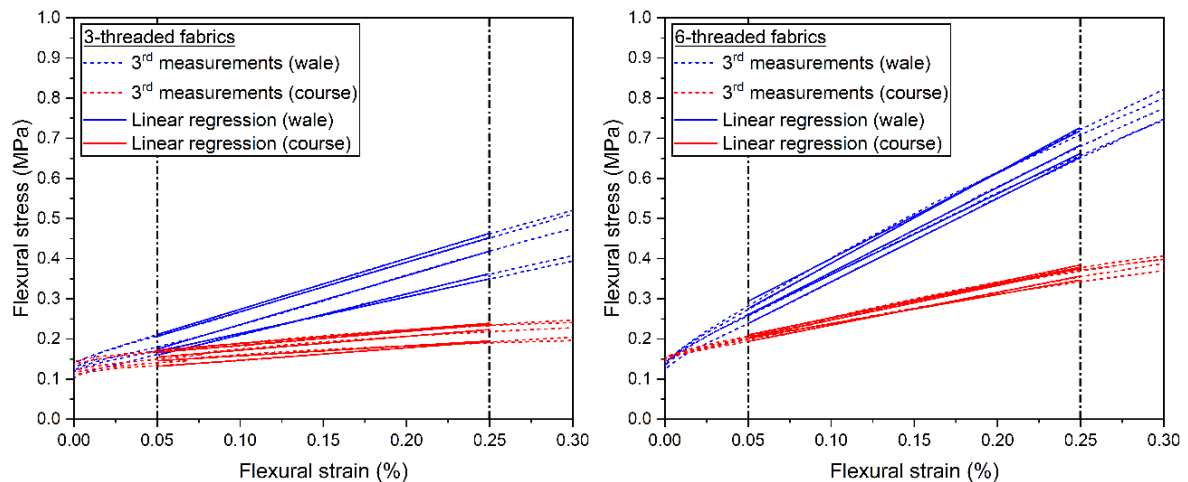 3-threaded fabrics
3rd measurements (wale)
3rd measurements (course)
Linear regression (wale)
Linear regression (course)
Flexural stress (MPa)
1.0
0.9
0.8
0.7
0.6
0.5
0.4
0.3
0.2
0.1
0.0
0.00 0.05 0.10 0.15 0.20 0.25 0.30
Flexural strain (%)
6-threaded fabrics
3rd measurements (wale)
3rd measurements (course)
Linear regression (wale)
Linear regression (course)
Flexural stress (MPa)
1.0
0.9
0.8
0.7
0.6
0.5
0.4
0.3
0.2
0.1
0.0
0.00 0.05 0.10 0.15 0.20 0.25 0.30
Flexural strain (%)